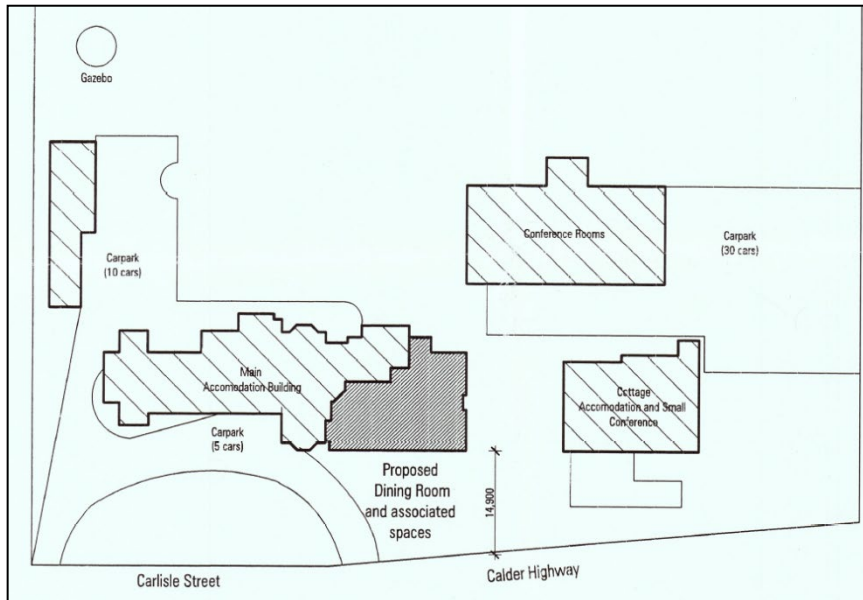 Gazebo
Carpark
(10 cars)
Conference Rooms
Carpark
(30 cars)
Main
Accomodation Building
Carpark
(5 cars)
Cottage
Accomodation and Small
Conference
Proposed
Dining Room
and associated
spaces
14,900
Carlisle Street
Calder Highway